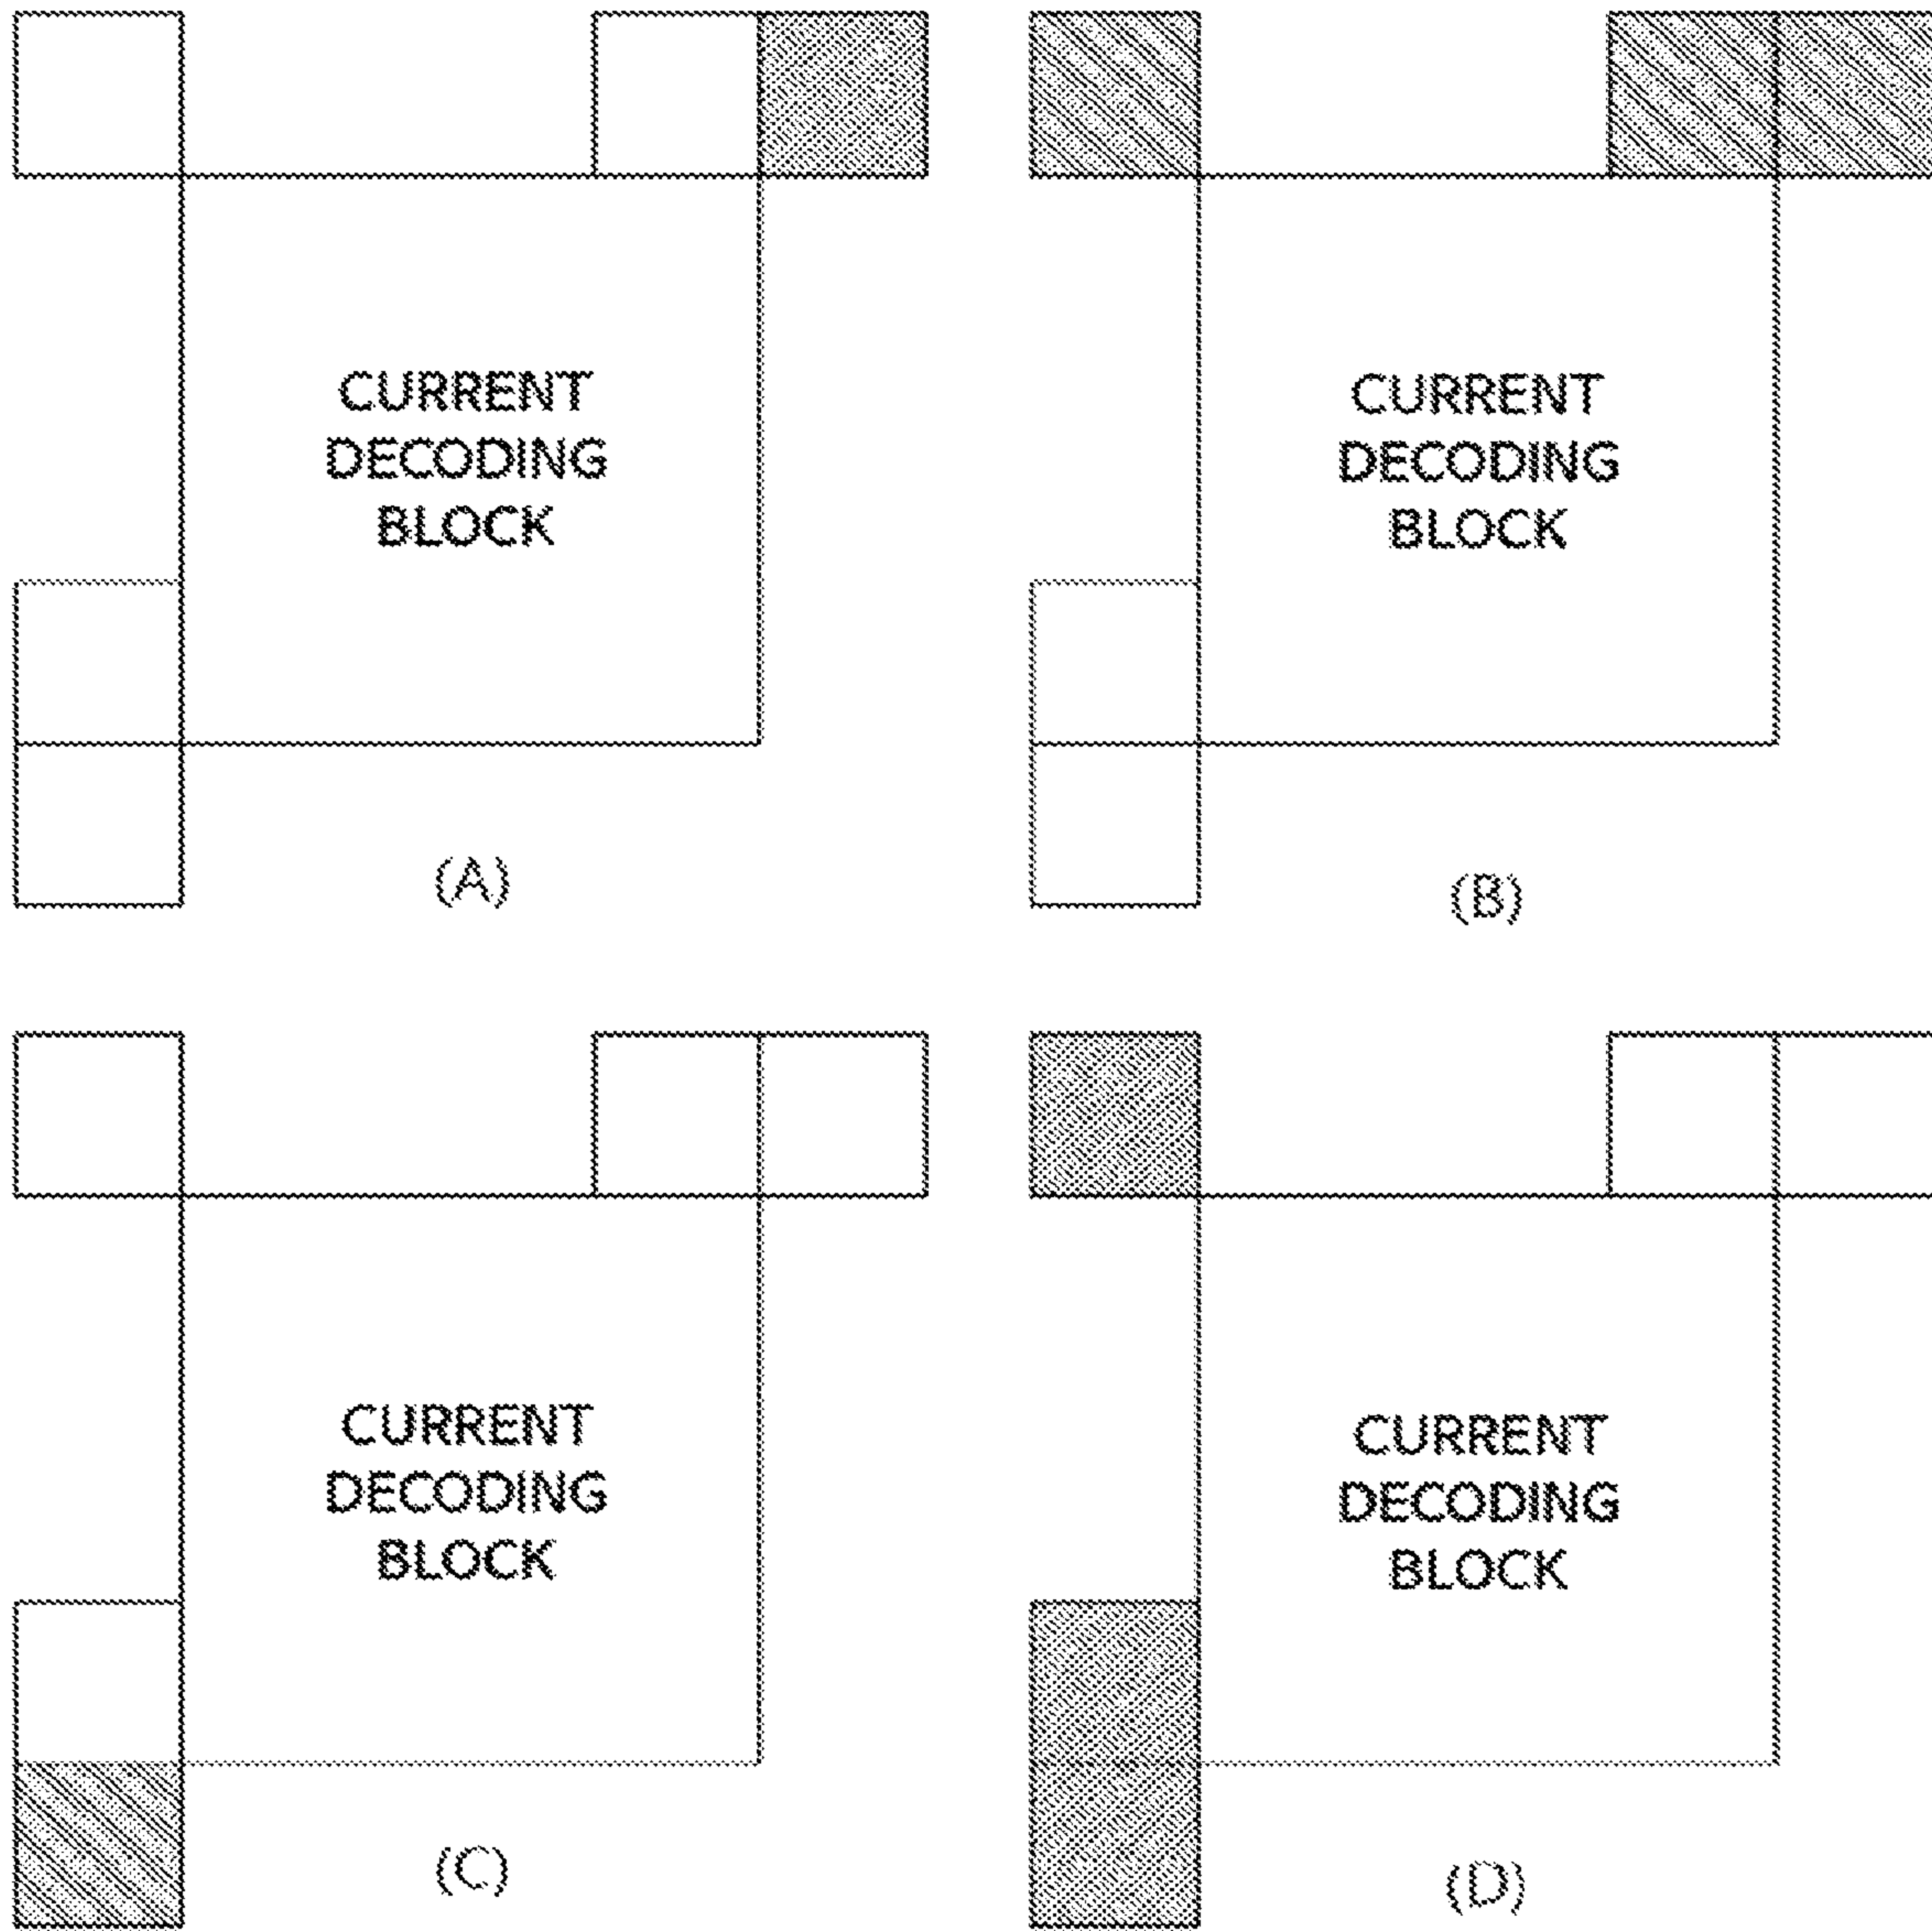 CURRENT
DECODING
BLOCK
(A)
CURRENT
DECODING
BLOCK
(B)
CURRENT
DECODING
BLOCK
(C)
CURRENT
DECODING
BLOCK
(D)